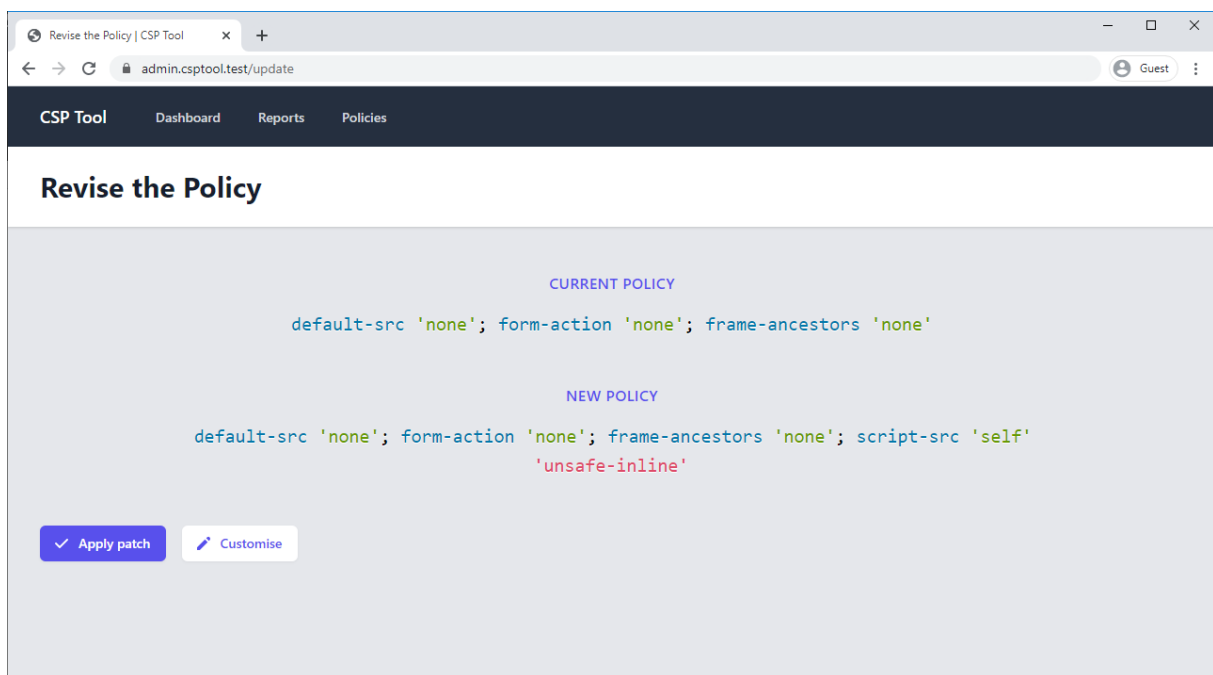 Revise the Policy | CSP Tool
admin.csptool.test/update
Guest
CSP Tool Dashboard Reports Policies
Revise the Policy
CURRENT POLICY
default-src 'none'; form-action 'none'; frame-ancestors 'none'
NEW POLICY
default-src 'none'; form-action 'none'; frame-ancestors 'none'; script-src 'self'
'unsafe-inline'
Apply patch Customise